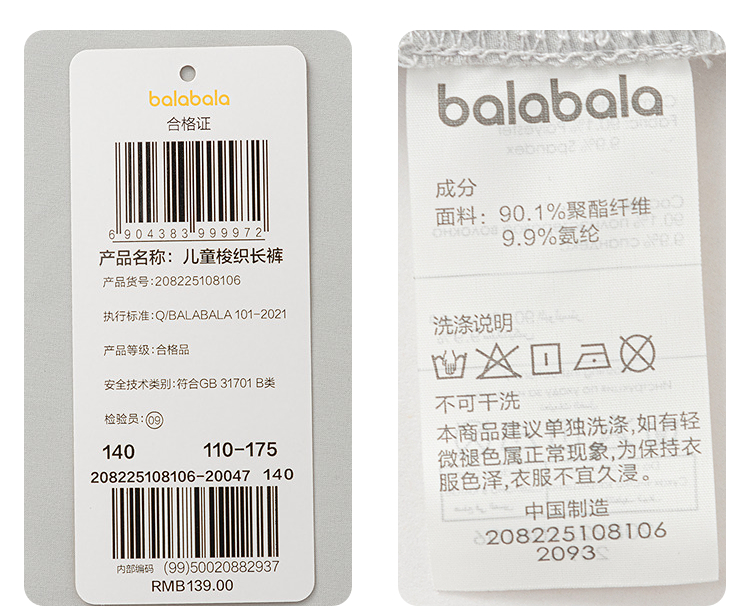 balabala
合格证
6 904383 999972
产品名称：儿童梭织长裤
产品货号:208225108106
执行标准:Q/BALABALA 101-2021
产品等级:合格品
安全技术类别:符合GB 31701 B类
检验员:09
140 110-175
208225108106-20047 140
内部编码 (99)50020882937
RMB139.00
balabala
成分
面料：90.1%聚酯纤维
9.9%氨纶
洗涤说明
不可干洗
本商品建议单独洗涤,如有轻
微褪色属正常现象,为保持衣
服色泽,衣服不宜久浸。
中国制造
208225108106
2093